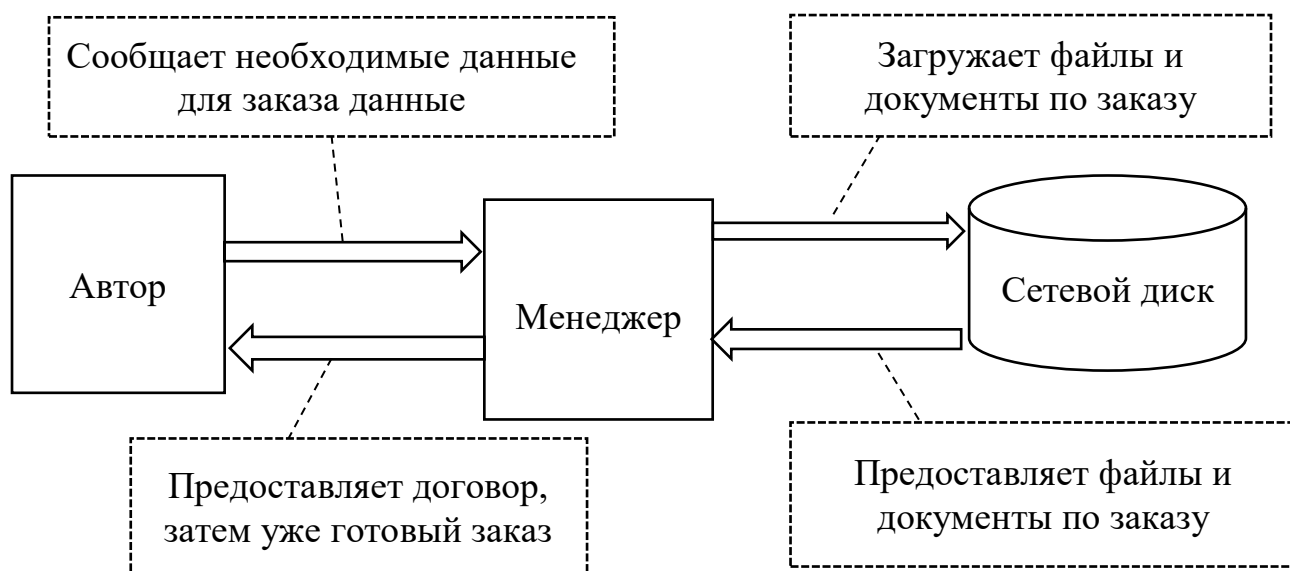 Сообщает необходимые данные
для заказа данные
Загружает файлы и
документы по заказу
Автор
Менеджер
Сетевой диск
Предоставляет договор,
затем уже готовый заказ
Предоставляет файлы и
документы по заказу